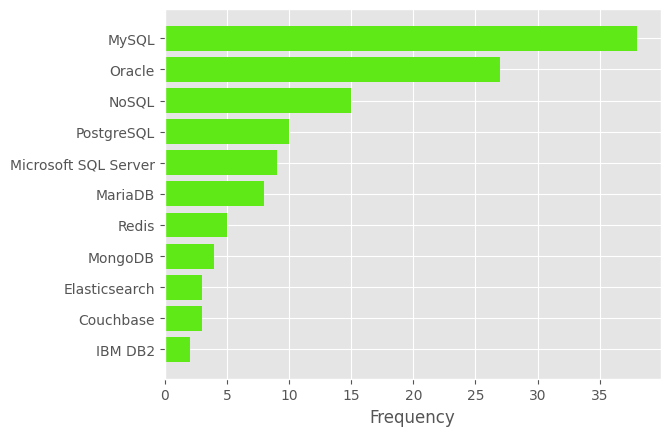 MySQL
Oracle
NoSQL
PostgreSQL
Microsoft SQL Server
MariaDB
Redis
MongoDB
Elasticsearch
Couchbase
IBM DB2
0 5 10 15 20 25 30 35
Frequency